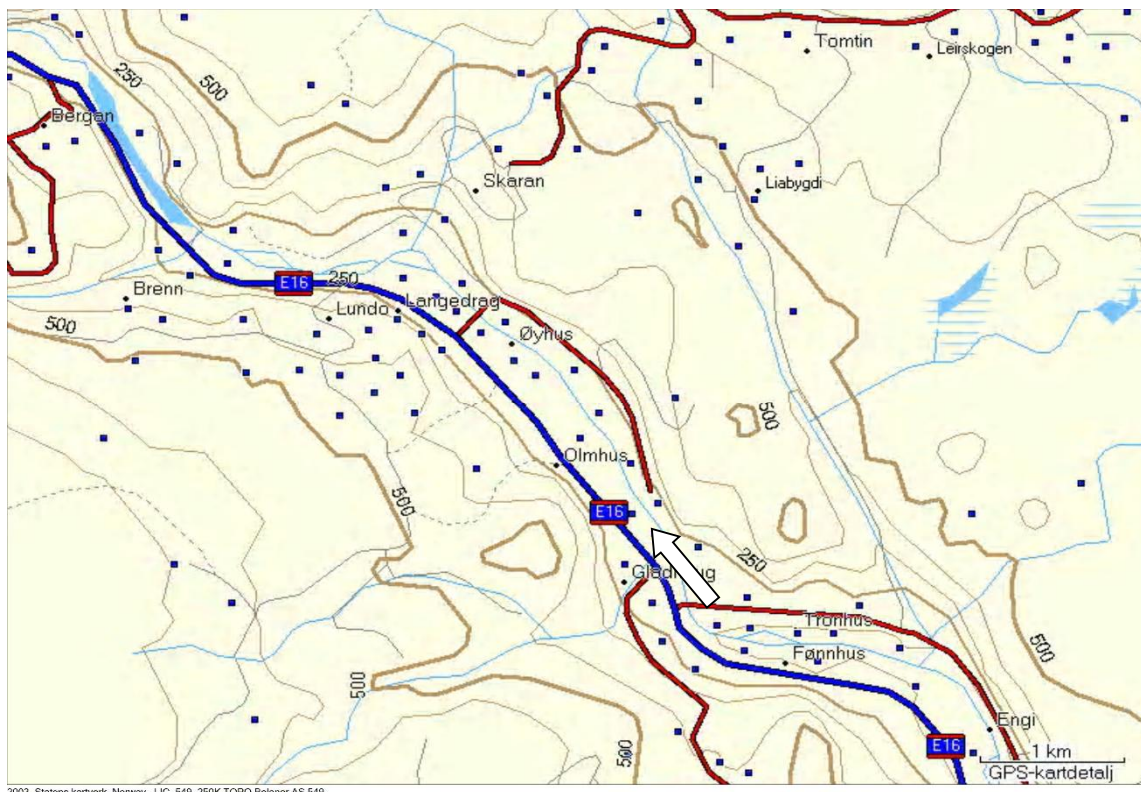 Tomtin
Leirskogen
250
500
Bergan
Skaran
Liabygdi
E16
250
Brenn
Lundo
Langedrag
500
Øyhus
500
Olmhus
500
E16
250
Tronhus
Fønnhus
500
500
500
Engi
E16
1 km
GPS-kartdetalj